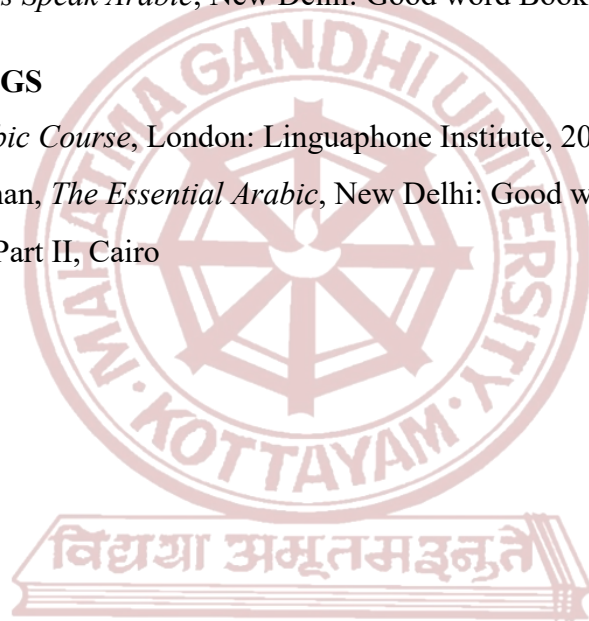 s Speak Arabic, New Delhi: Good word Book
GS
bic Course, London: Linguaphone Institute, 20
nan, The Essential Arabic, New Delhi: Good w
Part II, Cairo
MAHATMA GANDHI UNIVERSITY
· KOTTAYAM ·
विद्यया अमृतमश्नुते